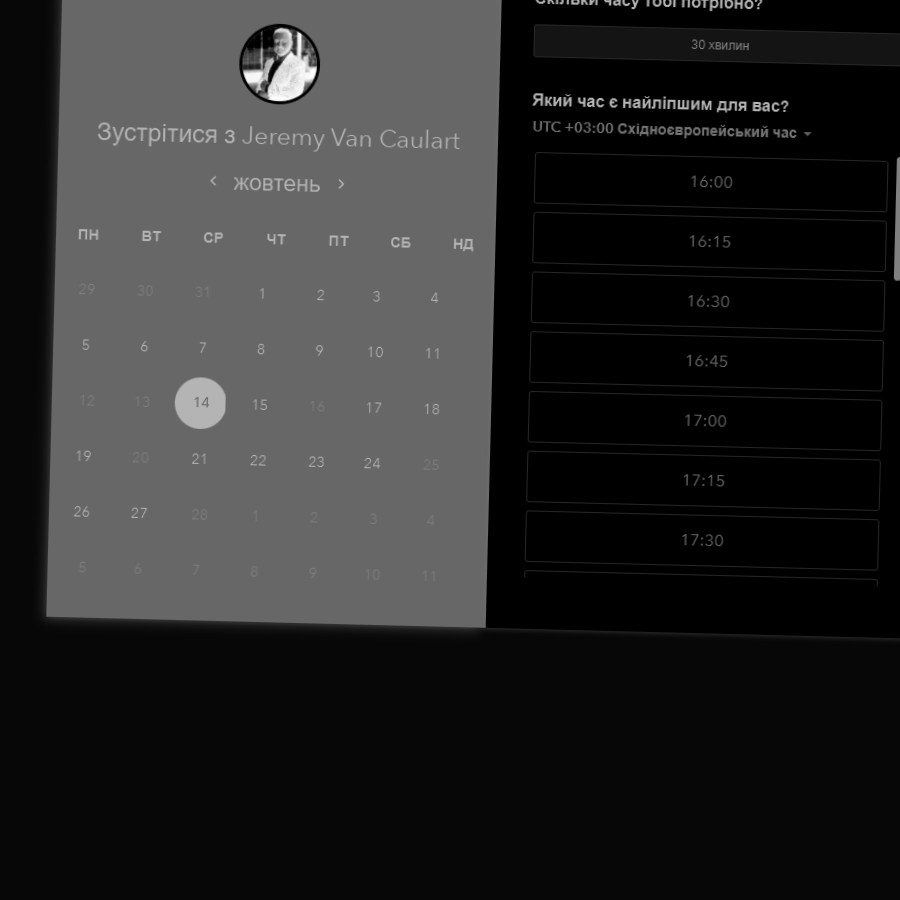 Зустрітися з Jeremy Van Caulart
жовтень
ПН ВТ СР ЧТ ПТ СБ НД
29 30 31 1 2 3 4
5 6 7 8 9 10 11
12 13 14 15 16 17 18
19 20 21 22 23 24 25
26 27 28 1 2 3 4
5 6 7 8 9 10 11
Скільки часу тобі потрібно?
30 хвилин
Який час є найліпшим для вас?
UTC +03:00 Східноєвропейський час
16:00
16:15
16:30
16:45
17:00
17:15
17:30